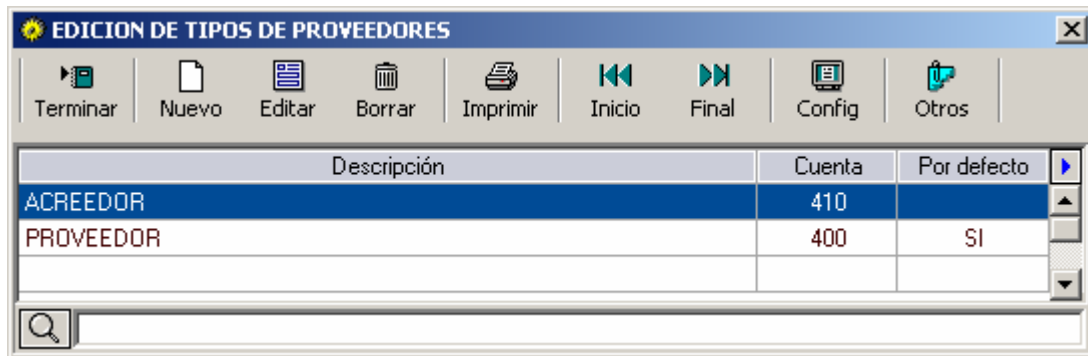 EDICION DE TIPOS DE PROVEEDORES
Terminar Nuevo Editar Borrar Imprimir Inicio Final Config Otros
Descripción Cuenta Por defecto
ACREEDOR 410
PROVEEDOR 400 SI